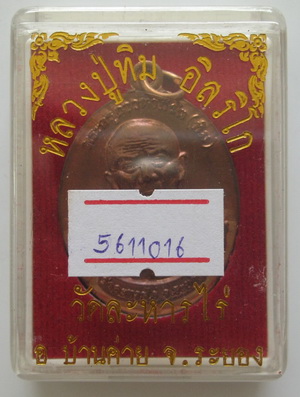 หลวงปู่ทิม อิสริโก
5611016
วัดละหารไร่
อ.บ้านค่าย จ.ระยอง